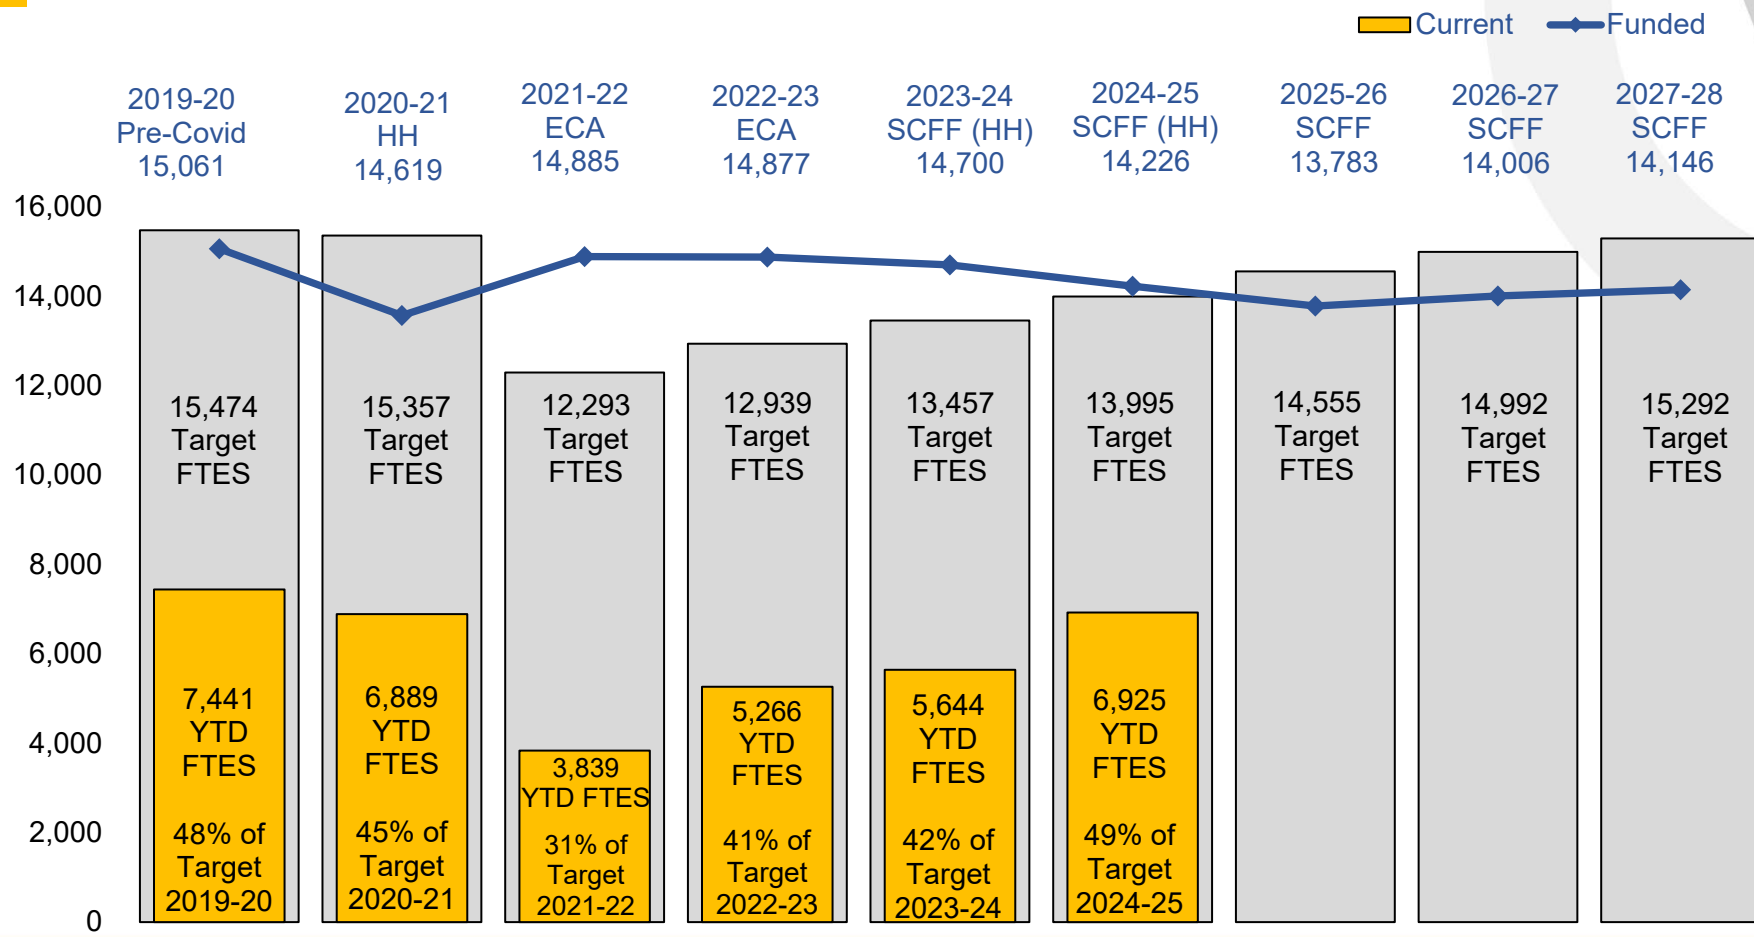 Current
Funded
2019-20
Pre-Covid
15,061
2020-21
HH
14,619
2021-22
ECA
14,885
2022-23
ECA
14,877
2023-24
SCFF (HH)
14,700
2024-25
SCFF (HH)
14,226
2025-26
SCFF
13,783
2026-27
SCFF
14,006
2027-28
SCFF
14,146
16,000
14,000
12,000
10,000
8,000
6,000
4,000
2,000
0
15,474
Target
FTES
15,357
Target
FTES
12,293
Target
FTES
12,939
Target
FTES
13,457
Target
FTES
13,995
Target
FTES
14,555
Target
FTES
14,992
Target
FTES
15,292
Target
FTES
7,441
YTD
FTES
48% of
Target
2019-20
6,889
YTD
FTES
45% of
Target
2020-21
3,839
YTD FTES
31% of
Target
2021-22
5,266
YTD
FTES
41% of
Target
2022-23
5,644
YTD
FTES
42% of
Target
2023-24
6,925
YTD
FTES
49% of
Target
2024-25